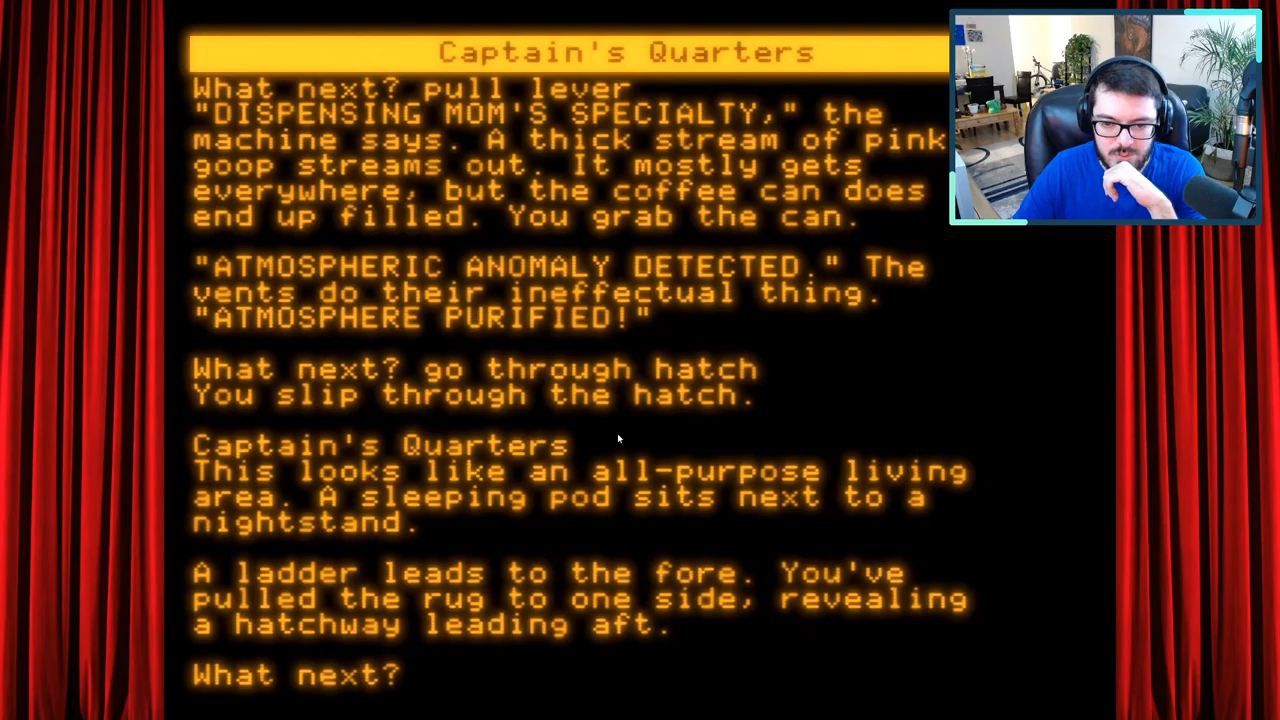 Captain's Quarters
What next? pull lever
"DISPENSING MOM'S SPECIALTY," the
machine says. A thick stream of pink
goop streams out. It mostly gets
everywhere, but the coffee can does
end up filled. You grab the can.
"ATMOSPHERIC ANOMALY DETECTED." The
vents do their ineffectual thing.
"ATMOSPHERE PURIFIED!"
What next? go through hatch
You slip through the hatch.
Captain's Quarters
This looks like an all-purpose living
area. A sleeping pod sits next to a
nightstand.
A ladder leads to the fore. You've
pulled the rug to one side, revealing
a hatchway leading aft.
What next?